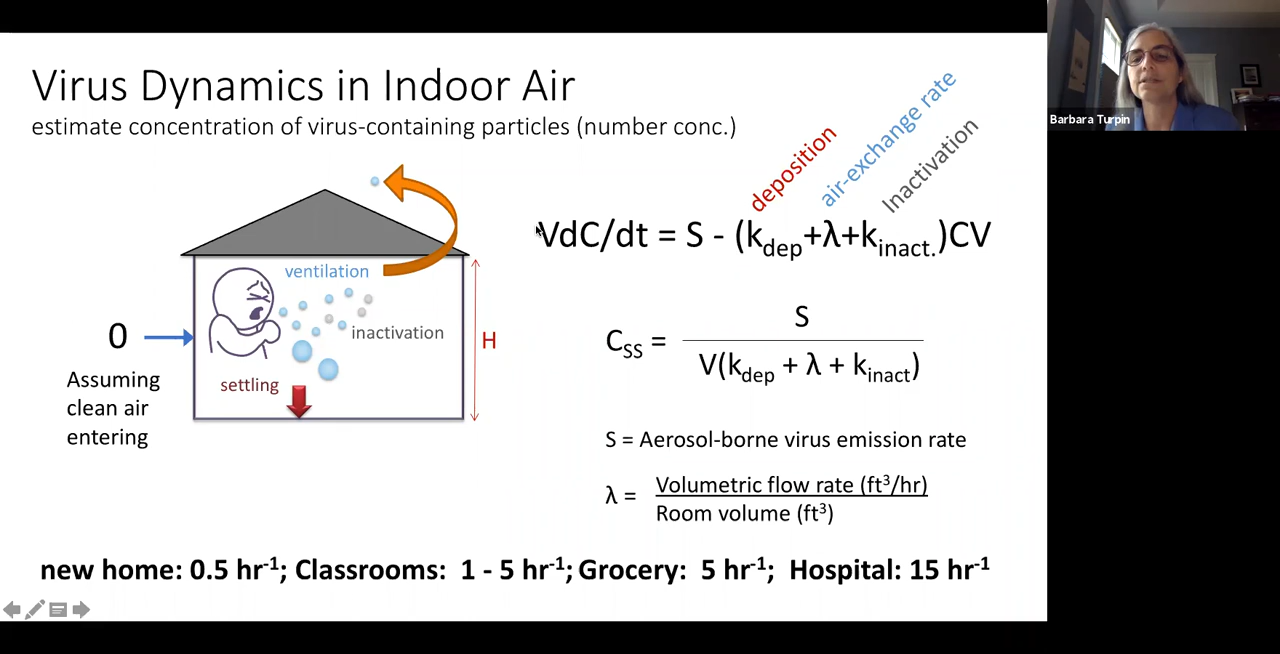 Virus Dynamics in Indoor Air
estimate concentration of virus-containing particles (number conc.)
Barbara Turpin
deposition
air-exchange rate
Inactivation
VdC/dt = S - (k_dep+λ+k_inact.)CV
ventilation
inactivation
settling
H
0
Assuming
clean air
entering
C_SS =
S
V(k_dep + λ + k_inact)
S = Aerosol-borne virus emission rate
λ =
Volumetric flow rate (ft³/hr)
Room volume (ft³)
new home: 0.5 hr⁻¹; Classrooms: 1 - 5 hr⁻¹; Grocery: 5 hr⁻¹; Hospital: 15 hr⁻¹